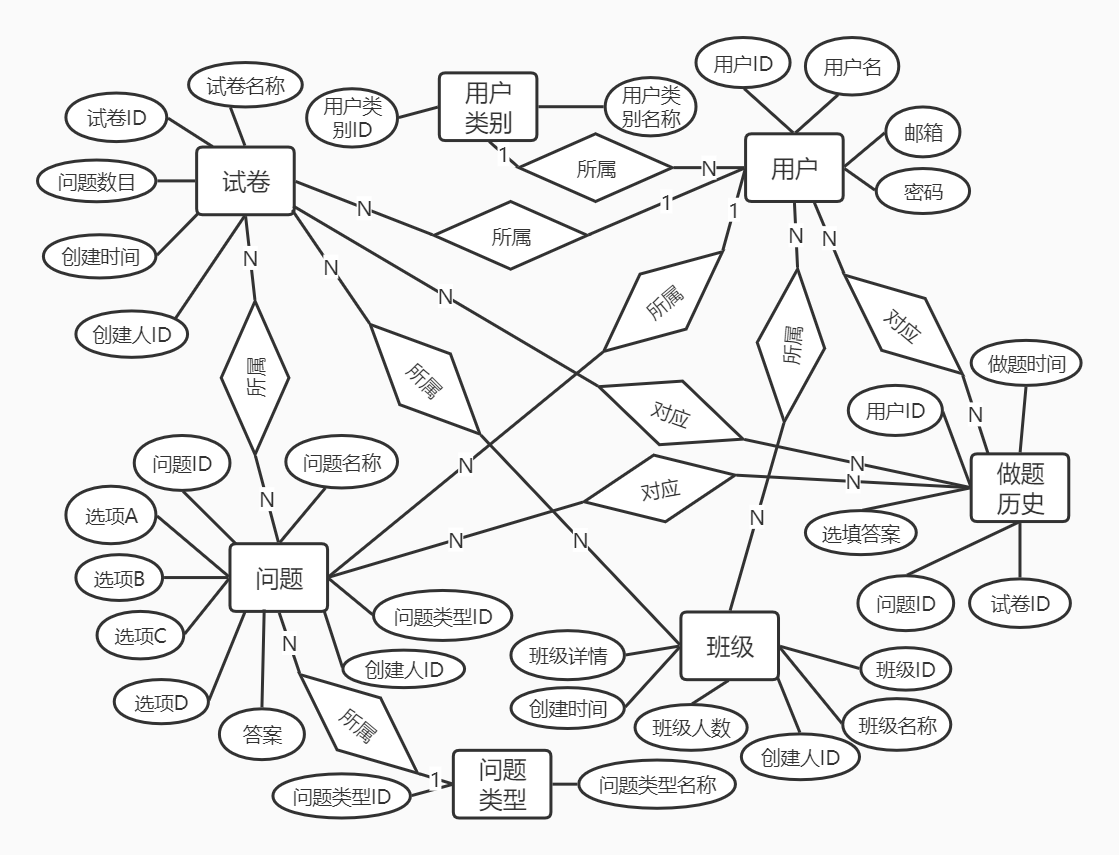 用户ID
用户名
试卷名称
用户类
别ID
用户
类别
用户类
别名称
试卷ID
邮箱
1
所属
N
用户
问题数目
试卷
密码
N
所属
1
1
创建时间
N
N
N
N
N
所属
创建人ID
所属
所属
N
所属
对应
对应
做题时间
用户ID
N
问题ID
问题名称
N
N
对应
N
N
做题
历史
选项A
N
N
N
选填答案
选项B
问题
问题类型ID
问题ID
试卷ID
选项C
N
创建人ID
班级详情
班级
班级ID
选项D
答案
所属
创建时间
班级人数
班级名称
创建人ID
问题类型ID
1
问题
类型
问题类型名称